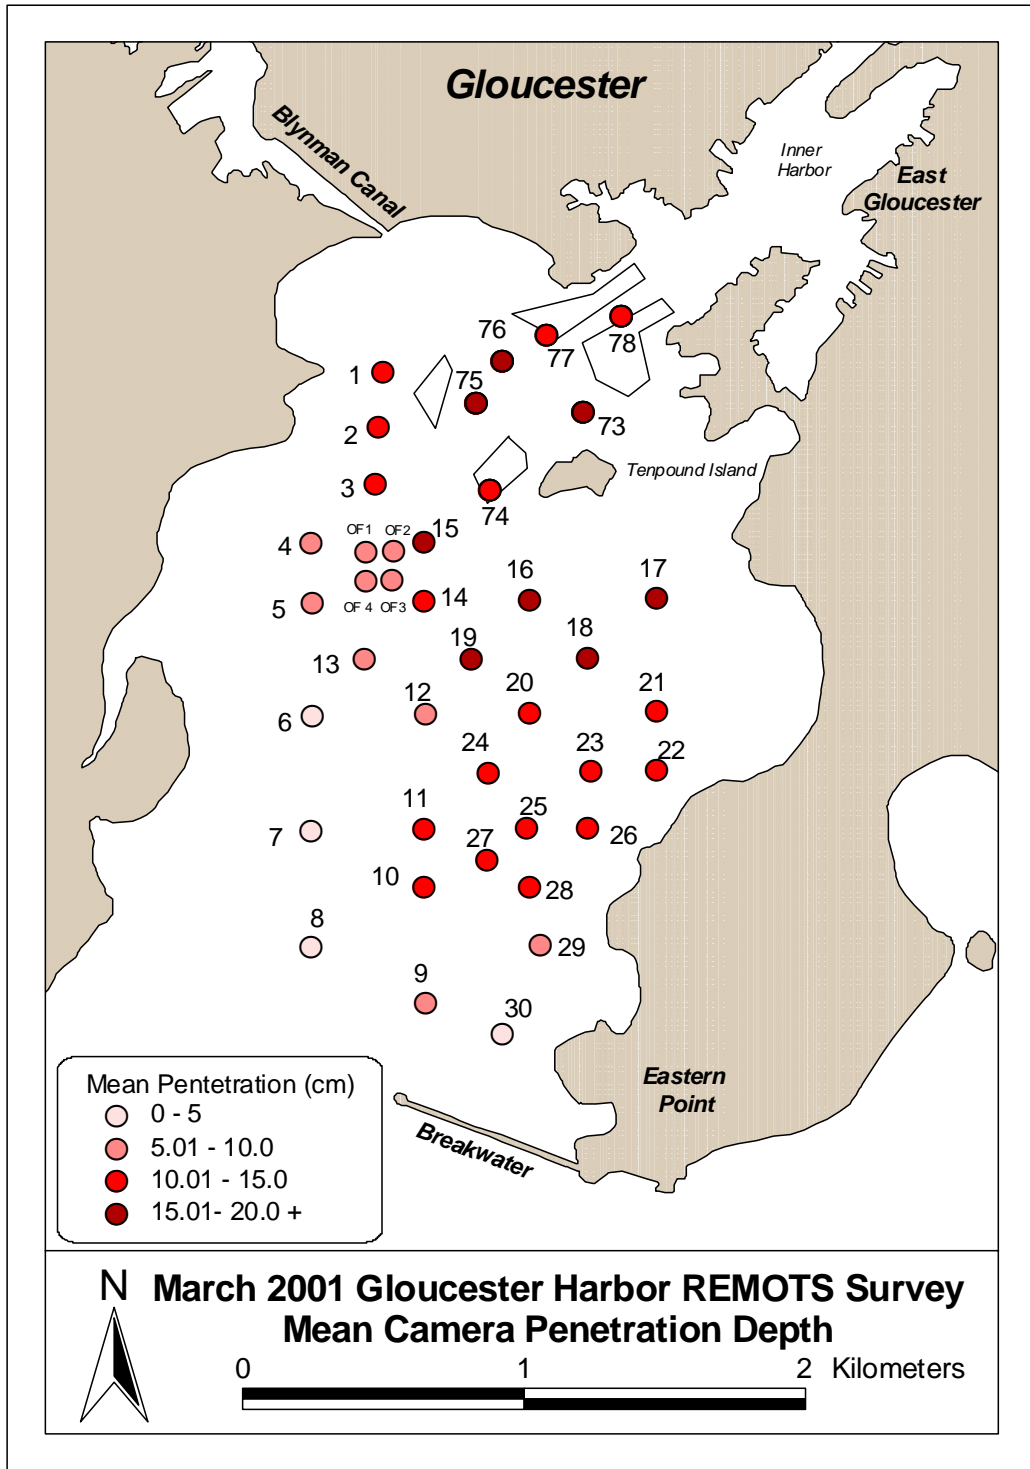 Gloucester
Blynman Canal
Inner
Harbor
East
Gloucester
76
77
78
1
75
2
73
3
Tenpound Island
74
OF1
OF2
15
4
16
17
5
OF 4
OF3
14
13
19
18
6
12
20
21
24
23
22
11
25
7
27
26
10
28
8
29
9
30
Mean Pentetration (cm)
0 - 5
5.01 - 10.0
10.01 - 15.0
15.01- 20.0 +
Eastern
Point
Breakwater
N
March 2001 Gloucester Harbor REMOTS Survey
Mean Camera Penetration Depth
0 1 2 Kilometers